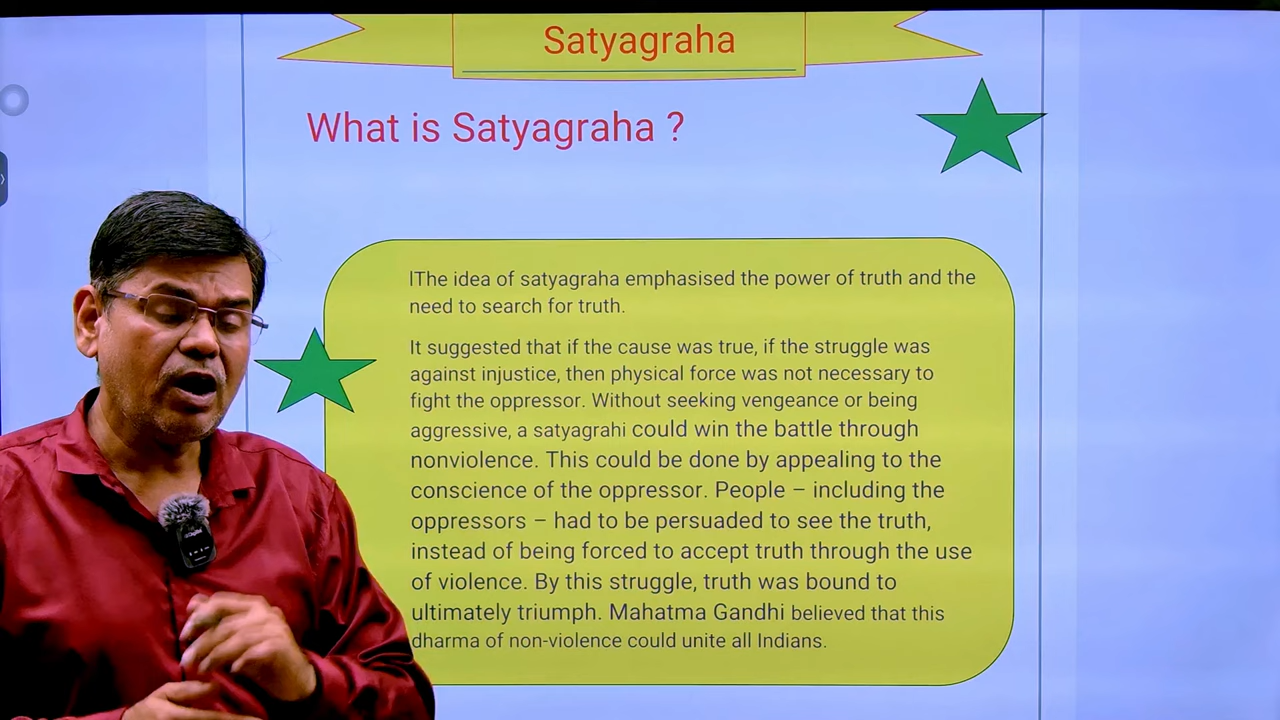 Satyagraha
What is Satyagraha ?
lThe idea of satyagraha emphasised the power of truth and the
need to search for truth.
It suggested that if the cause was true, if the struggle was
against injustice, then physical force was not necessary to
fight the oppressor. Without seeking vengeance or being
aggressive, a satyagrahi could win the battle through
nonviolence. This could be done by appealing to the
conscience of the oppressor. People – including the
oppressors – had to be persuaded to see the truth,
instead of being forced to accept truth through the use
of violence. By this struggle, truth was bound to
ultimately triumph. Mahatma Gandhi believed that this
dharma of non-violence could unite all Indians.